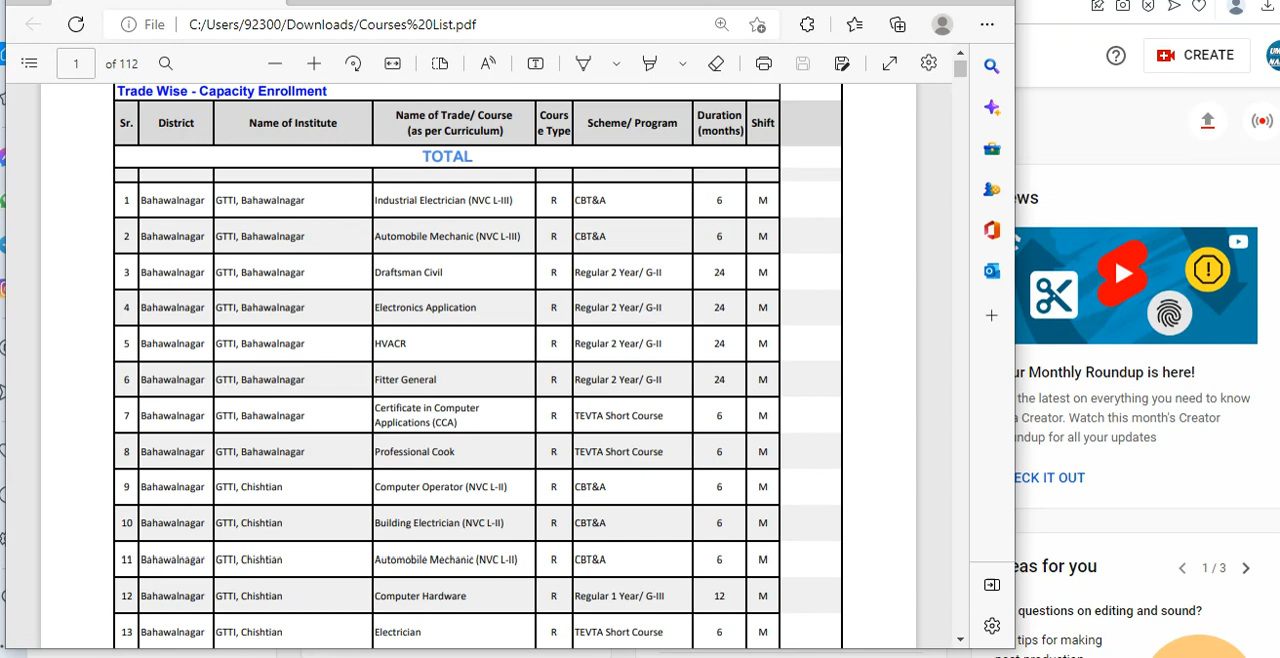 File C:/Users/92300/Downloads/Courses%20List.pdf
1 of 112
CREATE
Trade Wise - Capacity Enrollment
Sr. District Name of Institute Name of Trade/ Course (as per Curriculum) Cours e Type Scheme/ Program Duration (months) Shift
TOTAL
1 Bahawalnagar GTTI, Bahawalnagar Industrial Electrician (NVC L-III) R CBT&A 6 M
2 Bahawalnagar GTTI, Bahawalnagar Automobile Mechanic (NVC L-III) R CBT&A 6 M
3 Bahawalnagar GTTI, Bahawalnagar Draftsman Civil R Regular 2 Year/ G-II 24 M
4 Bahawalnagar GTTI, Bahawalnagar Electronics Application R Regular 2 Year/ G-II 24 M
5 Bahawalnagar GTTI, Bahawalnagar HVACR R Regular 2 Year/ G-II 24 M
6 Bahawalnagar GTTI, Bahawalnagar Fitter General R Regular 2 Year/ G-II 24 M
7 Bahawalnagar GTTI, Bahawalnagar Certificate in Computer Applications (CCA) R TEVTA Short Course 6 M
8 Bahawalnagar GTTI, Bahawalnagar Professional Cook R TEVTA Short Course 6 M
9 Bahawalnagar GTTI, Chishtian Computer Operator (NVC L-II) R CBT&A 6 M
10 Bahawalnagar GTTI, Chishtian Building Electrician (NVC L-II) R CBT&A 6 M
11 Bahawalnagar GTTI, Chishtian Automobile Mechanic (NVC L-II) R CBT&A 6 M
12 Bahawalnagar GTTI, Chishtian Computer Hardware R Regular 1 Year/ G-III 12 M
13 Bahawalnagar GTTI, Chishtian Electrician R TEVTA Short Course 6 M
ews
ur Monthly Roundup is here!
the latest on everything you need to know
a Creator. Watch this month's Creator
ndup for all your updates
ECK IT OUT
eas for you
1 / 3
questions on editing and sound?
tips for making